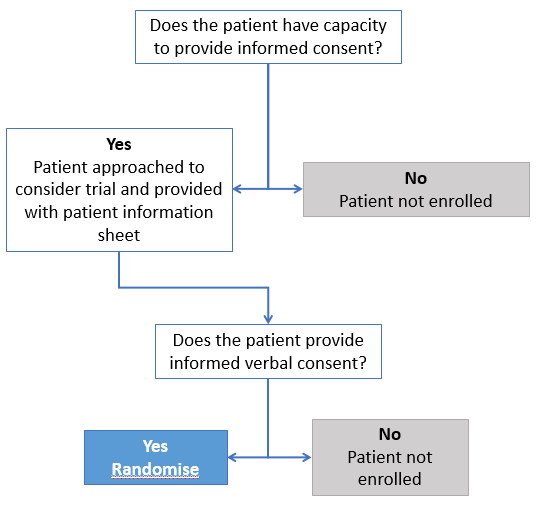 Does the patient have capacity
to provide informed consent?
Yes
Patient approached to
consider trial and provided
with patient information
sheet
No
Patient not enrolled
Does the patient provide
informed verbal consent?
Yes
Randomise
No
Patient not
enrolled